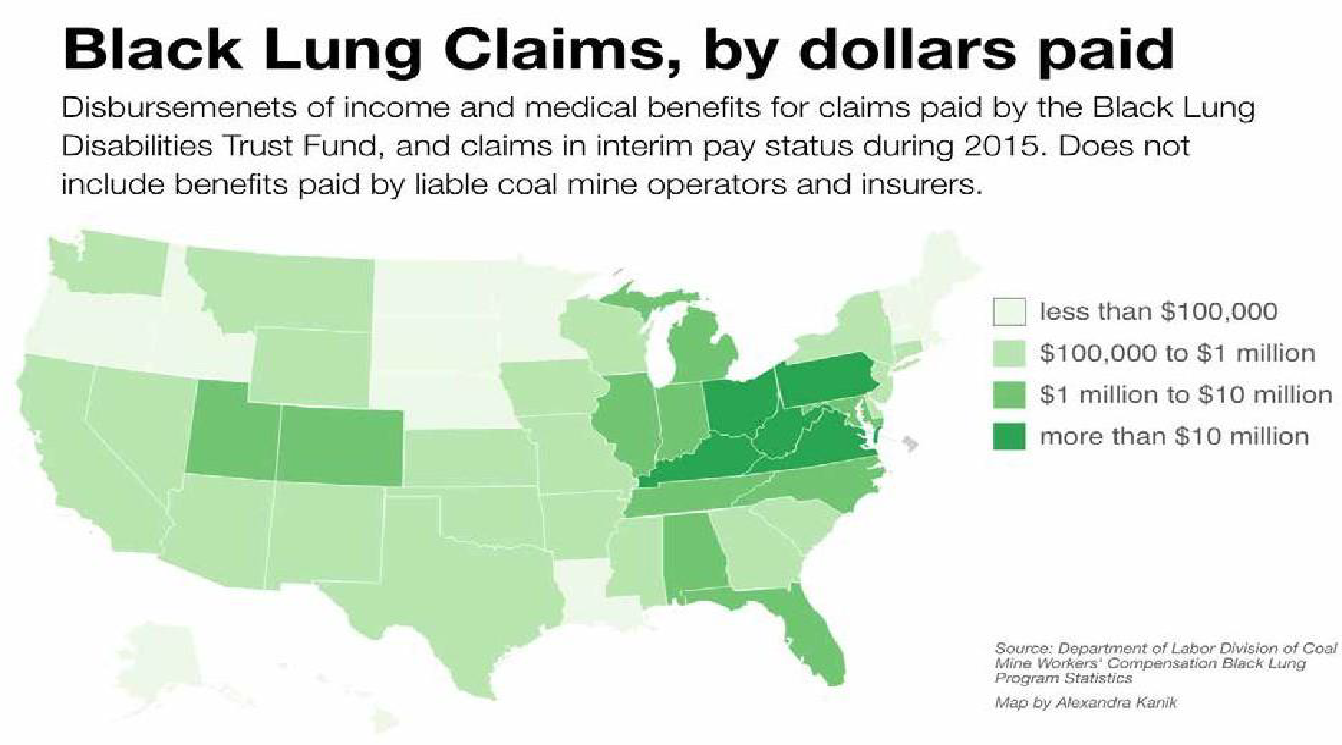 Black Lung Claims, by dollars paid
Disbursemenets of income and medical benefits for claims paid by the Black Lung
Disabilities Trust Fund, and claims in interim pay status during 2015. Does not
include benefits paid by liable coal mine operators and insurers.
less than $100,000
$100,000 to $1 million
$1 million to $10 million
more than $10 million
Source: Department of Labor Division of Coal
Mine Workers' Compensation Black Lung
Program Statistics
Map by Alexandra Kanik